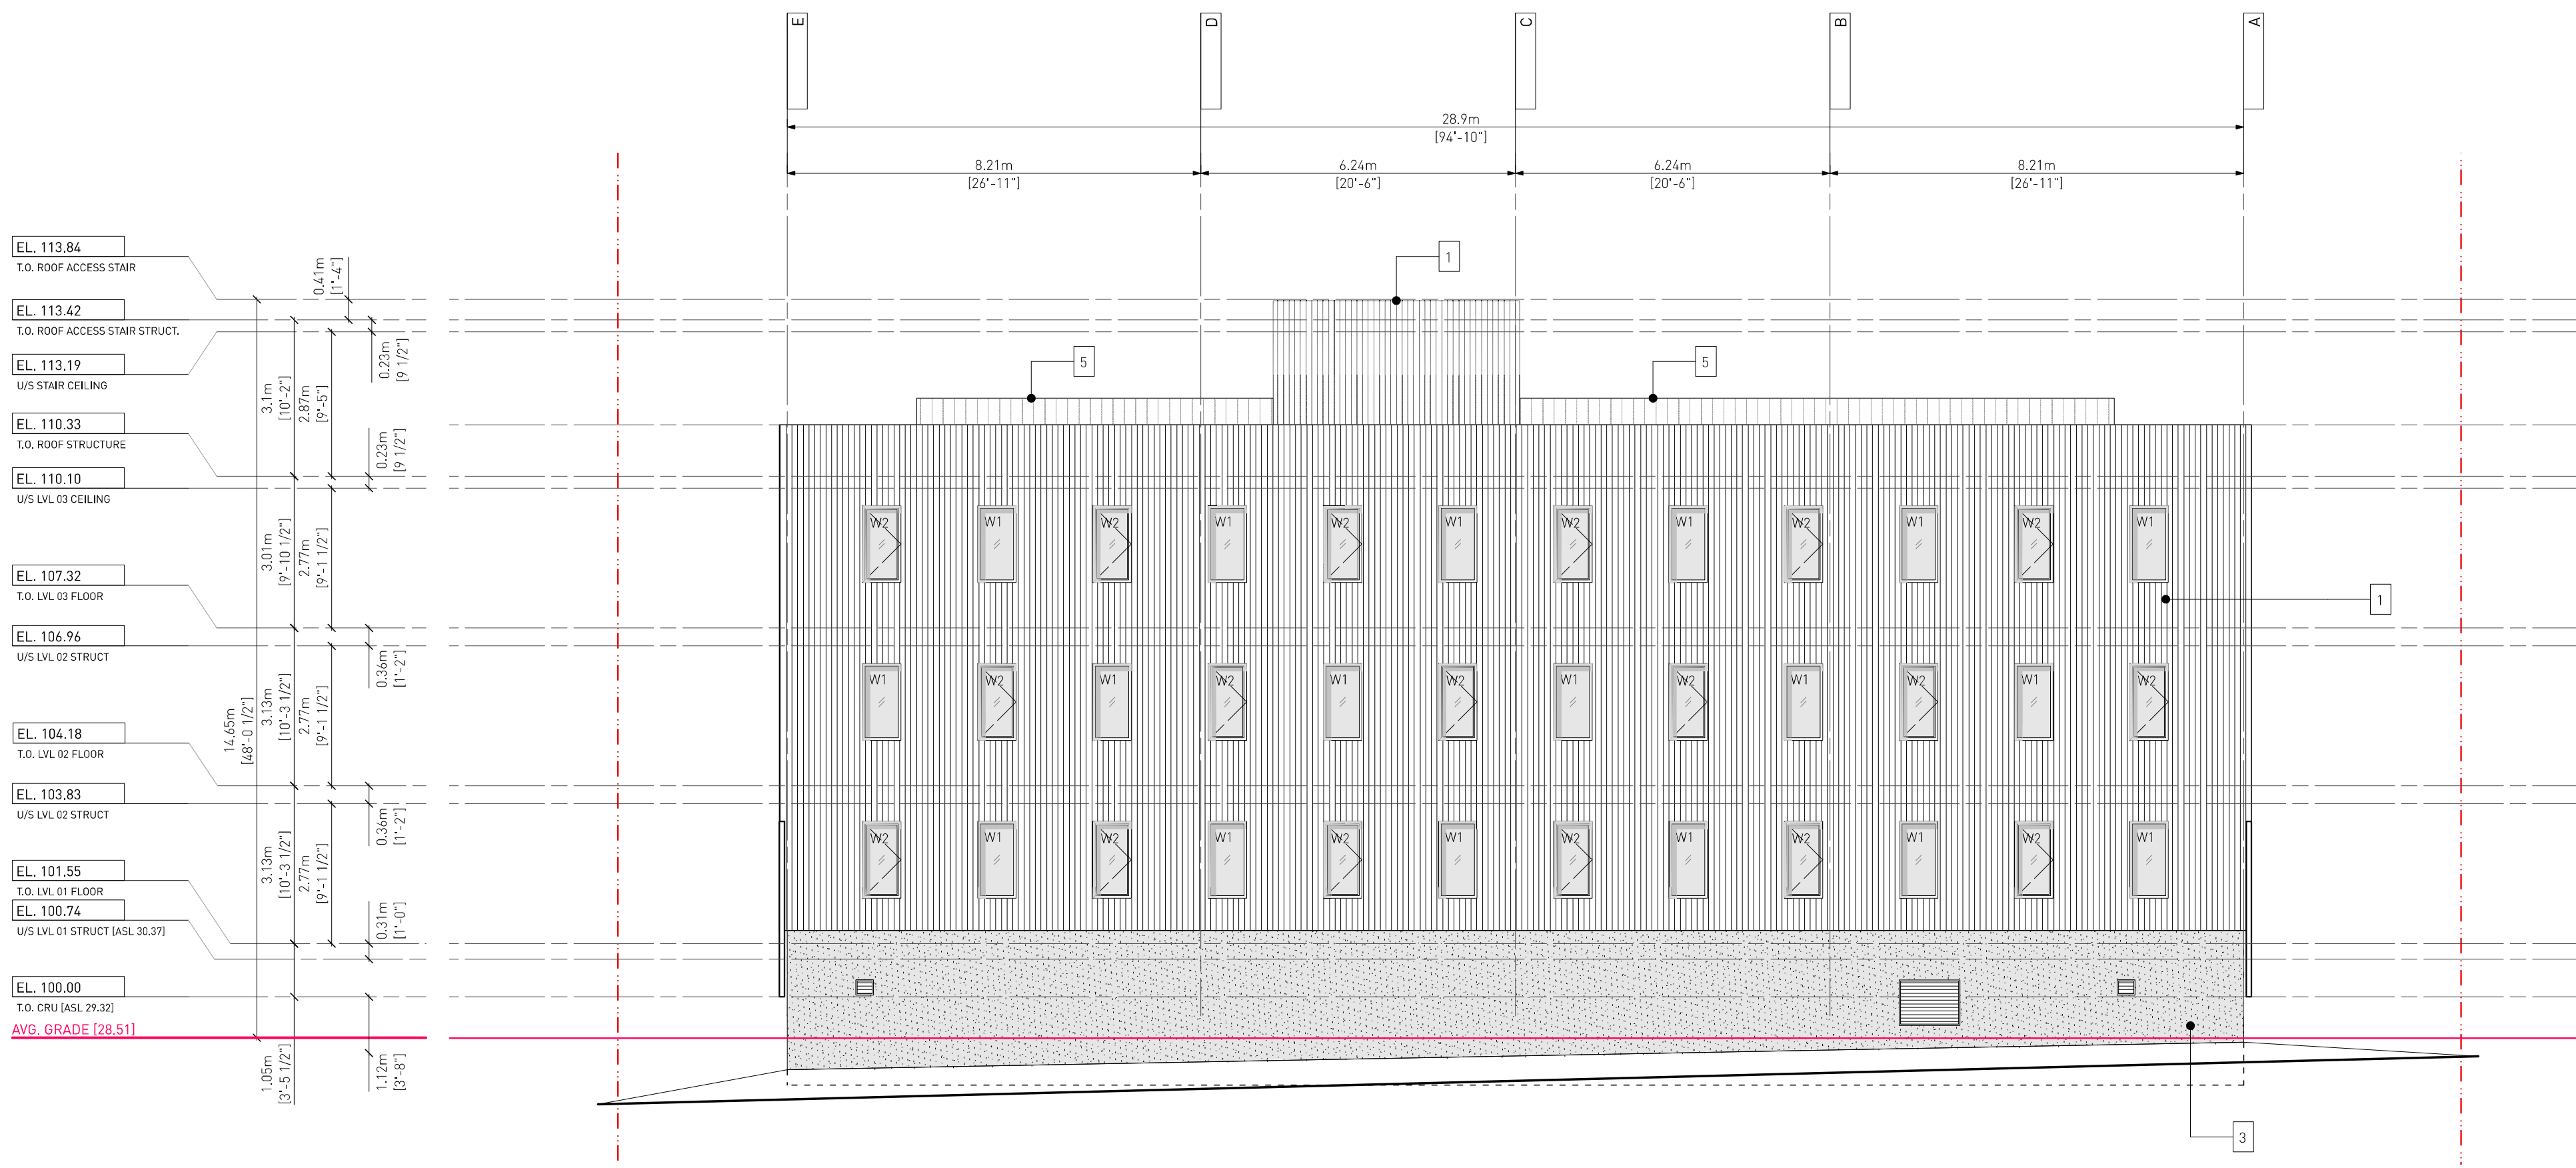 E
D
C
B
A
28.9m
[94'-10"]
8.21m
[26'-11"]
6.24m
[20'-6"]
6.24m
[20'-6"]
8.21m
[26'-11"]
EL. 113.84
T.O. ROOF ACCESS STAIR
EL. 113.42
T.O. ROOF ACCESS STAIR STRUCT.
EL. 113.19
U/S STAIR CEILING
EL. 110.33
T.O. ROOF STRUCTURE
EL. 110.10
U/S LVL 03 CEILING
EL. 107.32
T.O. LVL 03 FLOOR
EL. 106.96
U/S LVL 02 STRUCT
EL. 104.18
T.O. LVL 02 FLOOR
EL. 103.83
U/S LVL 02 STRUCT
EL. 101.55
T.O. LVL 01 FLOOR
EL. 100.74
U/S LVL 01 STRUCT [ASL 30.37]
EL. 100.00
T.O. CRU [ASL 29.32]
AVG. GRADE [28.51]
14.65m
[48'-0 1/2"]
3.1m
[10'-2"]
3.01m
[9'-10 1/2"]
3.13m
[10'-3 1/2"]
3.13m
[10'-3 1/2"]
1.05m
[3'-5 1/2"]
0.41m
[1'-4"]
2.87m
[9'-5"]
2.77m
[9'-1 1/2"]
2.77m
[9'-1 1/2"]
2.77m
[9'-1 1/2"]
0.23m
[9 1/2"]
0.23m
[9 1/2"]
0.36m
[1'-2"]
0.36m
[1'-2"]
0.31m
[1'-0"]
1.12m
[3'-8"]
1
5
5
W2 W1 W2 W1 W2 W1 W2 W1 W2 W1 W2 W1
1
W1 W2 W1 W2 W1 W2 W1 W2 W1 W2 W1 W2
W2 W1 W2 W1 W2 W1 W2 W1 W2 W1 W2 W1
3